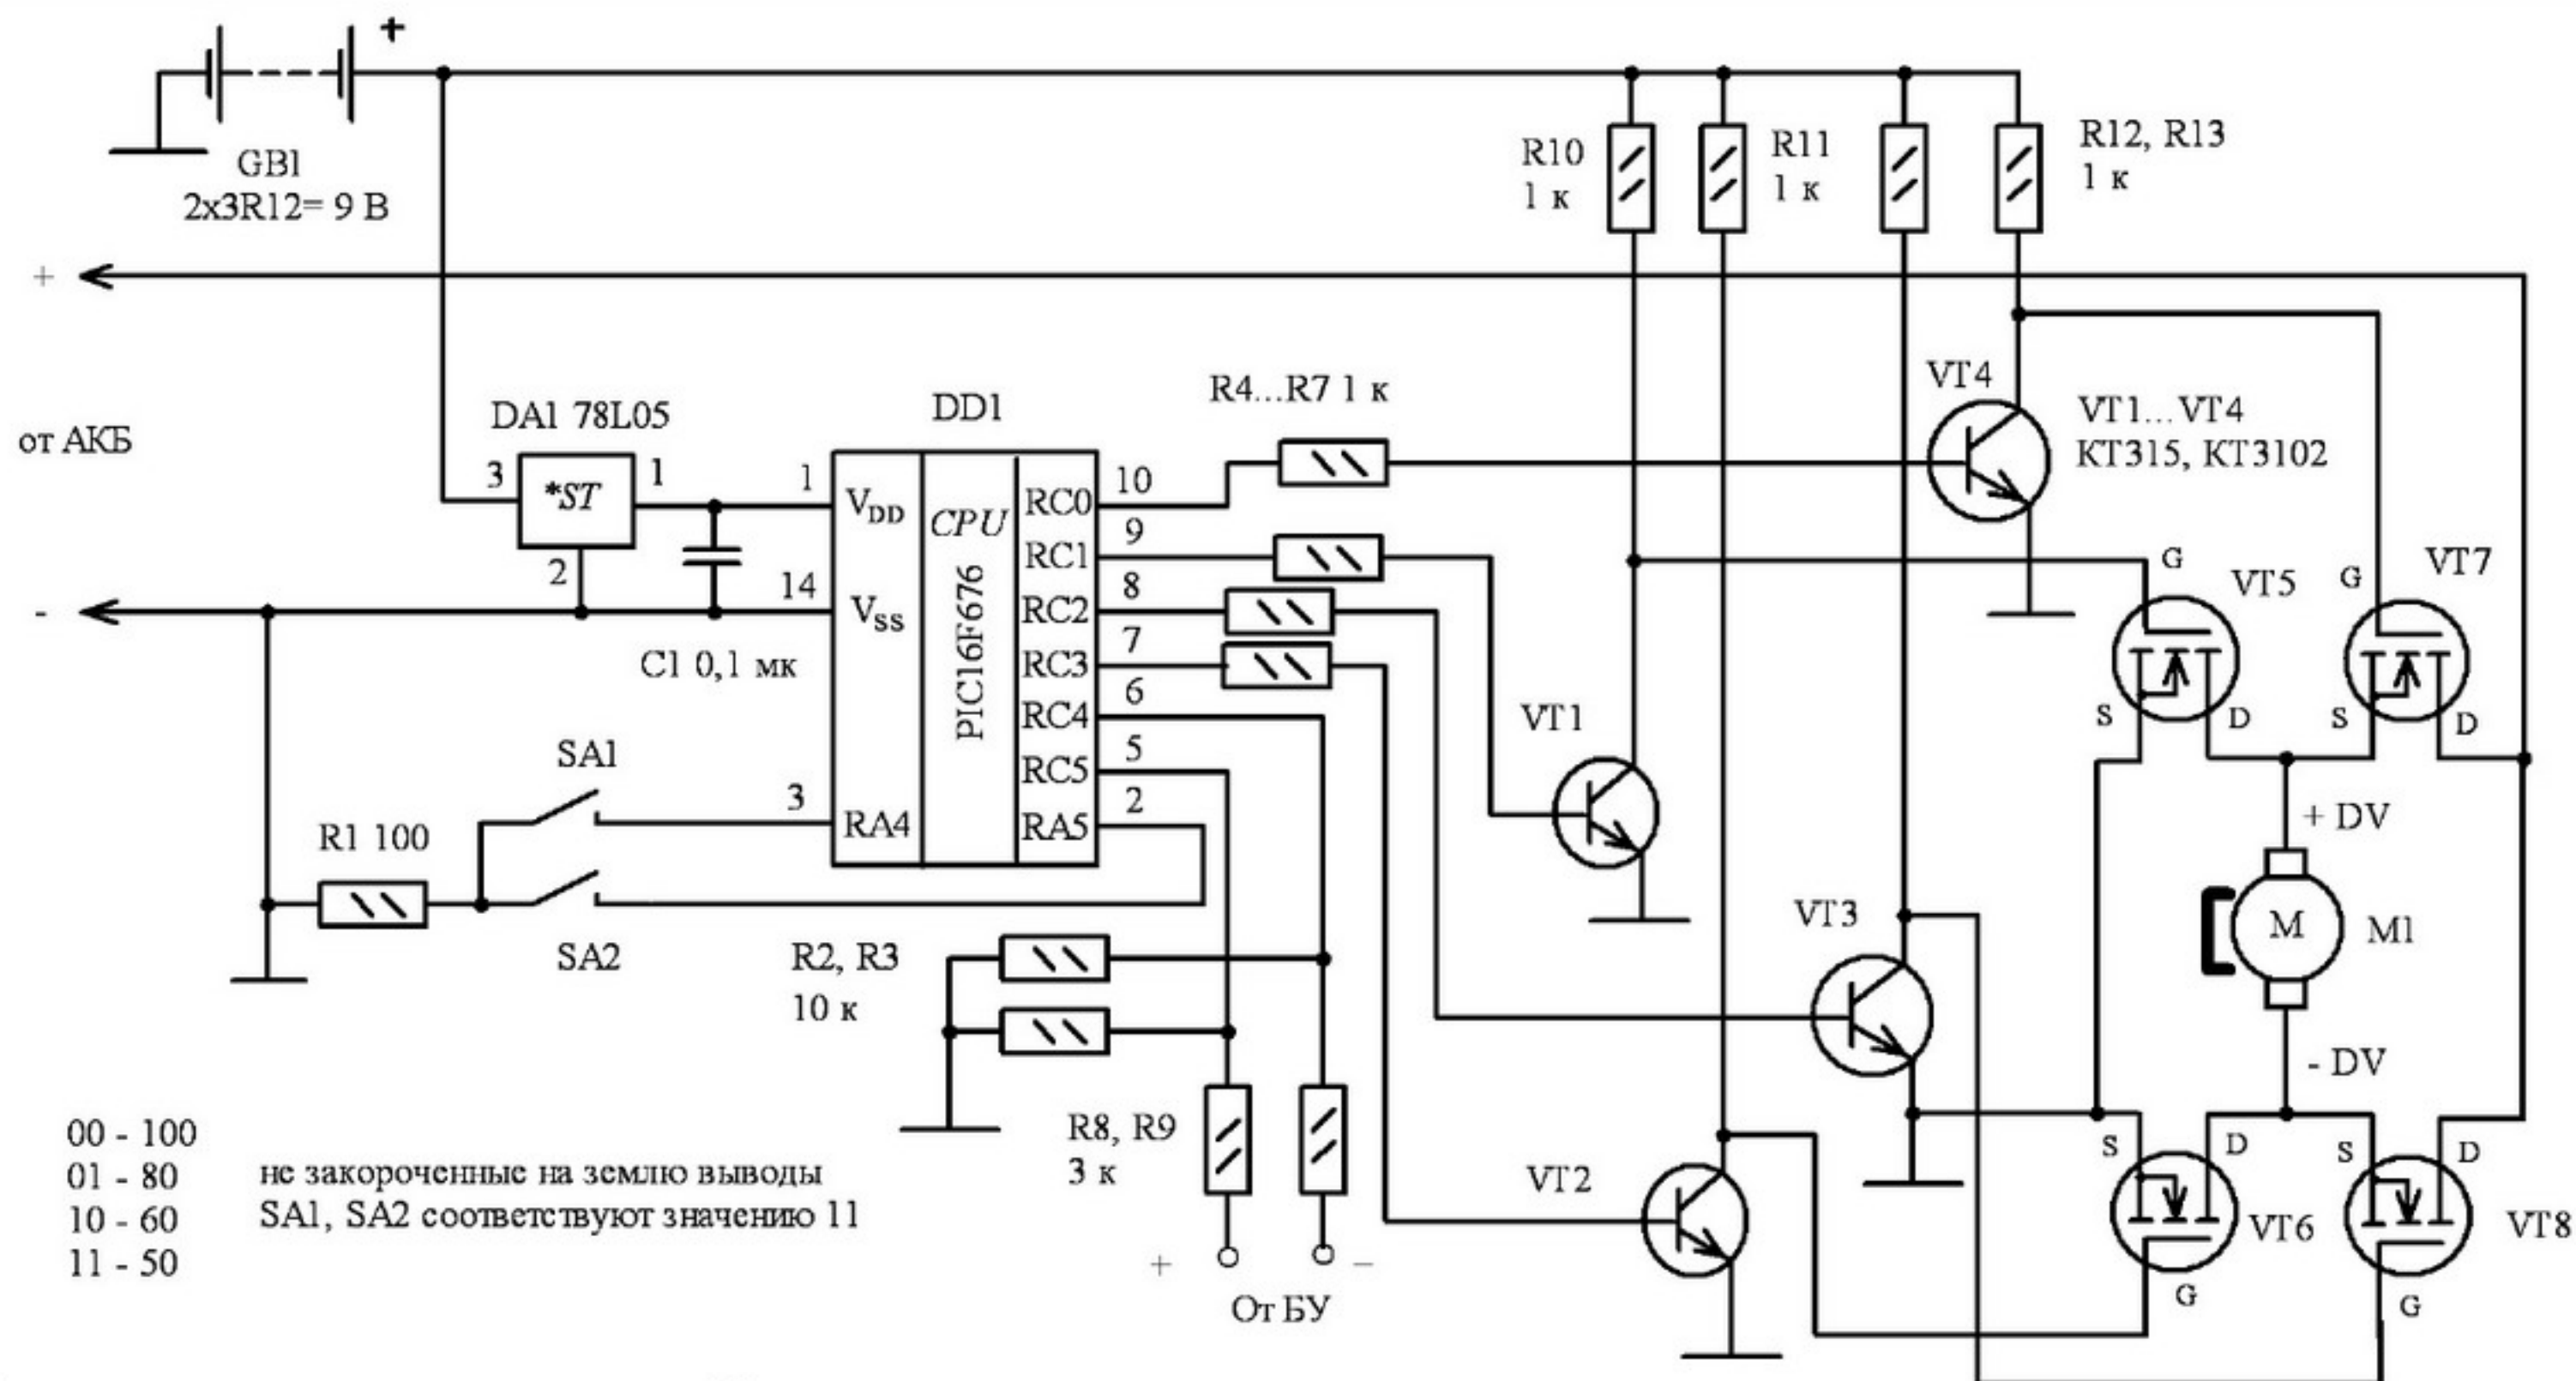 +
GB1
2x3R12= 9 В
R10
1 к
R11
1 к
R12, R13
1 к
+
от АКБ
-
DA1 78L05
3
*ST
1
2
C1 0,1 мк
DD1
1
14
3
VDD
VSS
RA4
CPU
PIC16F676
RC0
RC1
RC2
RC3
RC4
RC5
RA5
10
9
8
7
6
5
2
R4...R7 1 к
VT4
VT1...VT4
КТ315, КТ3102
G
VT5
S
D
G
VT7
S
D
VT1
SA1
R1 100
SA2
R2, R3
10 к
VT3
+ DV
M
M1
- DV
R8, R9
3 к
+
-
От БУ
VT2
S
D
VT6
G
S
D
VT8
G
00 - 100
01 - 80
10 - 60
11 - 50
не закороченные на землю выводы
SA1, SA2 соответствуют значению 11